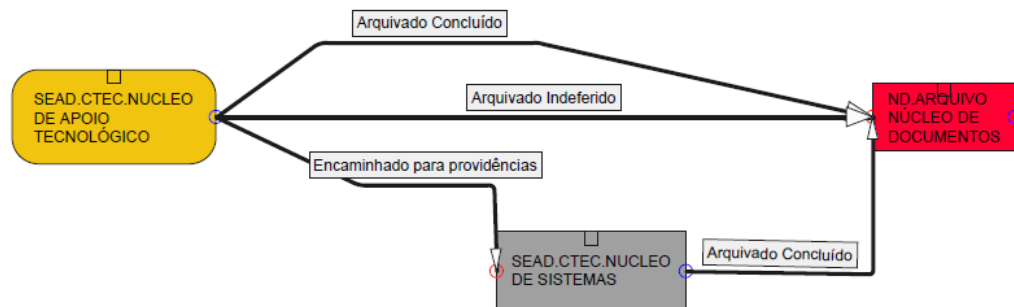 Arquivado Concluído
SEAD.CTEC.NUCLEO
DE APOIO
TECNOLÓGICO
Arquivado Indeferido
ND.ARQUIVO
NÚCLEO DE
DOCUMENTOS
Encaminhado para providências
SEAD.CTEC.NUCLEO
DE SISTEMAS
Arquivado Concluído